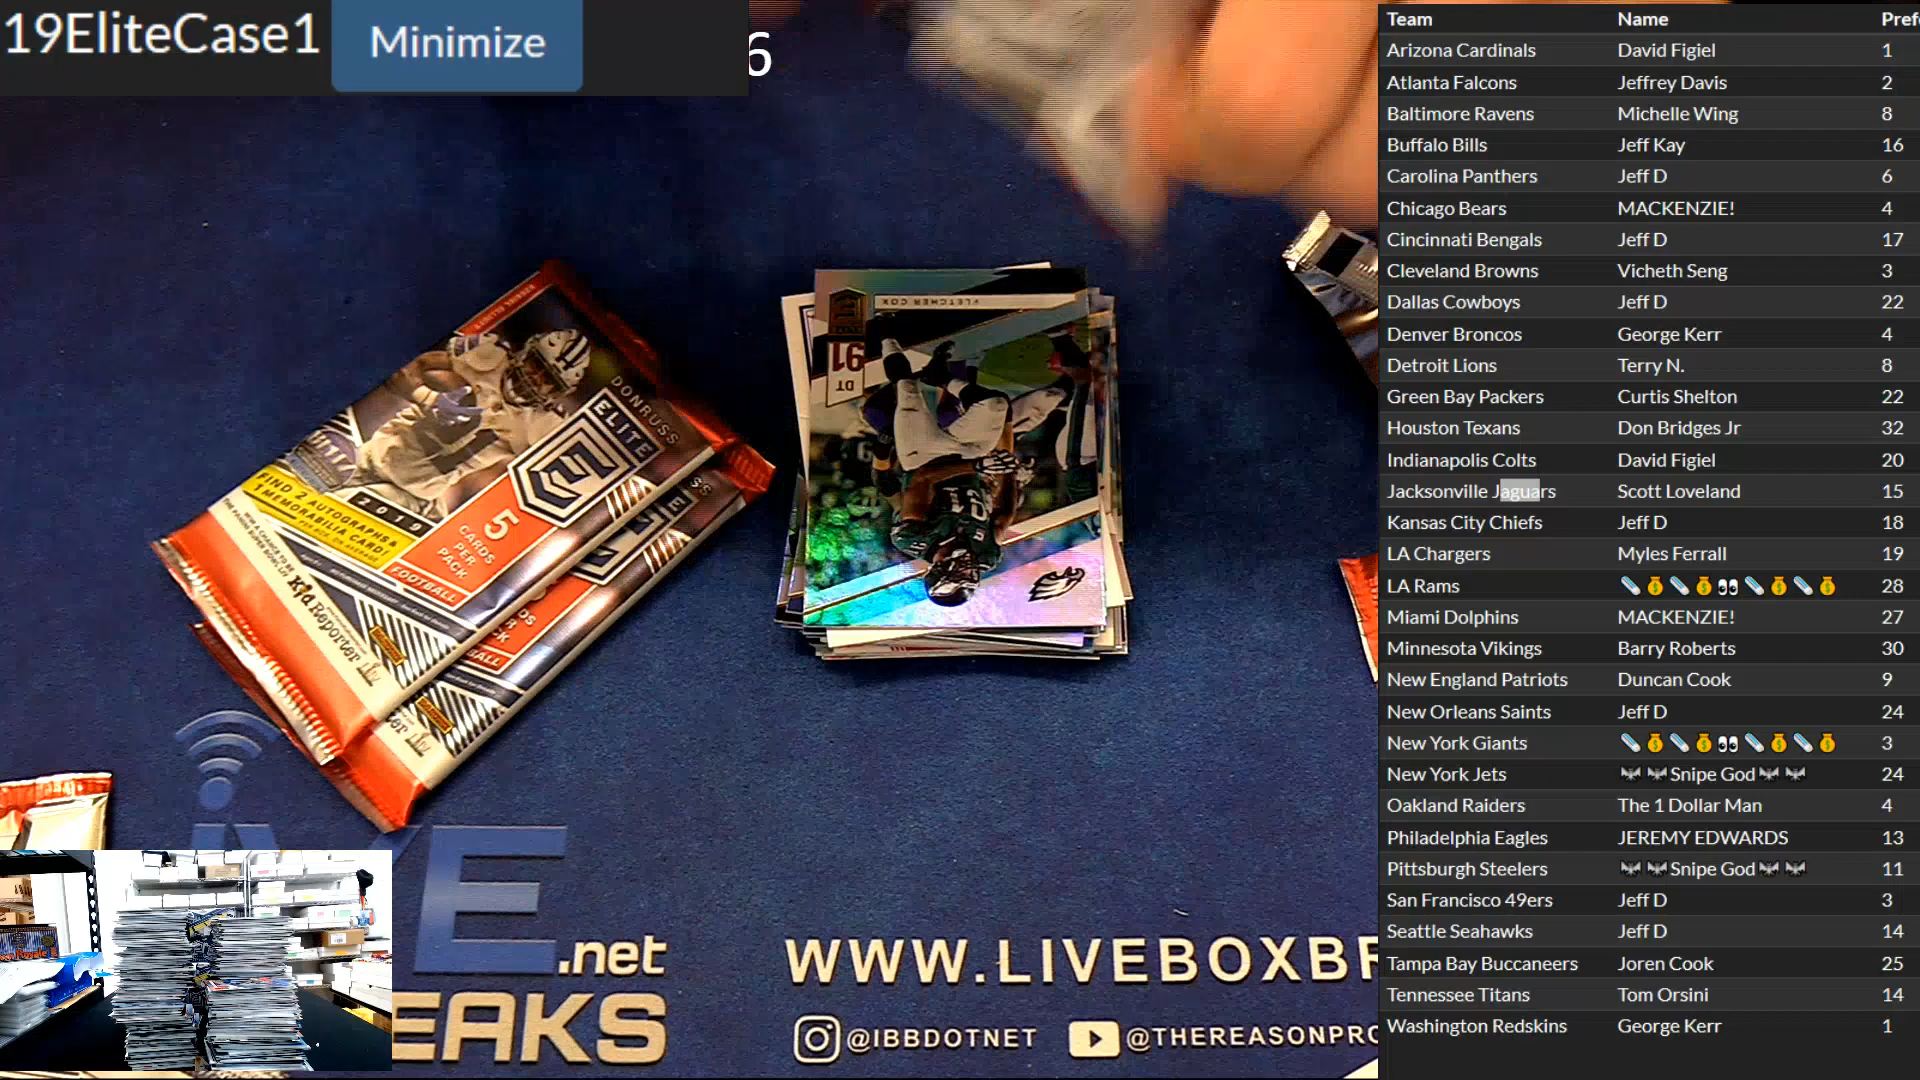 19EliteCase1 Minimize
6
Team Name Pref
Arizona Cardinals David Figiel 1
Atlanta Falcons Jeffrey Davis 2
Baltimore Ravens Michelle Wing 8
Buffalo Bills Jeff Kay 16
Carolina Panthers Jeff D 6
Chicago Bears MACKENZIE! 4
Cincinnati Bengals Jeff D 17
Cleveland Browns Vicheth Seng 3
Dallas Cowboys Jeff D 22
Denver Broncos George Kerr 4
Detroit Lions Terry N. 8
Green Bay Packers Curtis Shelton 22
Houston Texans Don Bridges Jr 32
Indianapolis Colts David Figiel 20
Jacksonville Jaguars Scott Loveland 15
Kansas City Chiefs Jeff D 18
LA Chargers Myles Ferrall 19
LA Rams 28
Miami Dolphins MACKENZIE! 27
Minnesota Vikings Barry Roberts 30
New England Patriots Duncan Cook 9
New Orleans Saints Jeff D 24
New York Giants 3
New York Jets Snipe God 24
Oakland Raiders The 1 Dollar Man 4
Philadelphia Eagles JEREMY EDWARDS 13
Pittsburgh Steelers Snipe God 11
San Francisco 49ers Jeff D 3
Seattle Seahawks Jeff D 14
Tampa Bay Buccaneers Joren Cook 25
Tennessee Titans Tom Orsini 14
Washington Redskins George Kerr 1
FLETCHER COX
91
DT
DONRUSS
ELITE
2019
FIND 2 AUTOGRAPHS &
1 MEMORABILIA CARD!
5
CARDS
PER
PACK
FOOTBALL
Kid Reporter
.net
EAKS
WWW.LIVEBOXBR
@IBBDOTNET
@THEREASONPRO